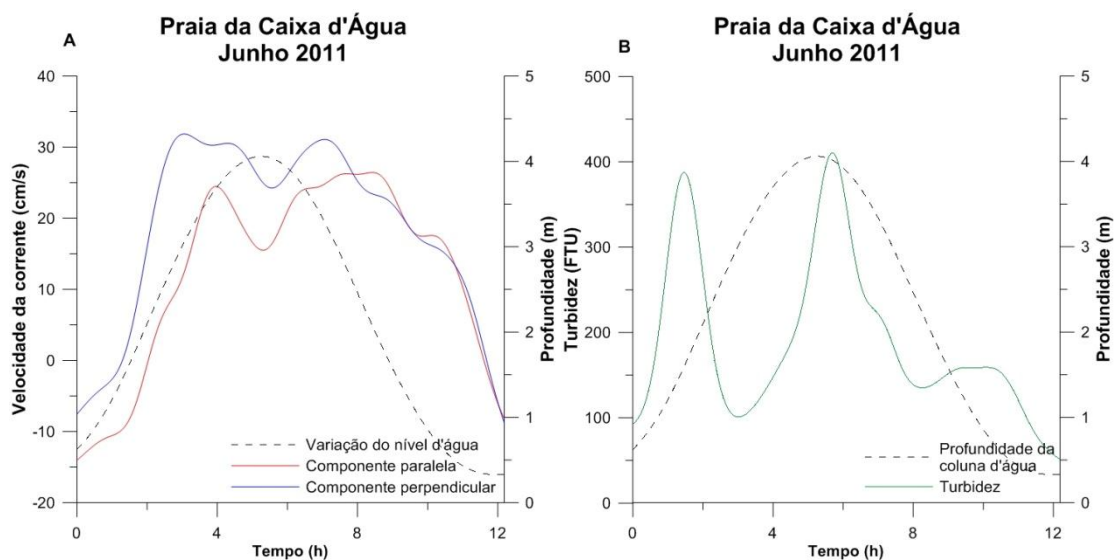 A
Praia da Caixa d'Água
Junho 2011
40
30
20
10
0
-10
-20
Velocidade da corrente (cm/s)
5
4
3
2
1
0
Profundidade (m)
Variação do nível d'água
Componente paralela
Componente perpendicular
0
4
8
12
Tempo (h)
B
Praia da Caixa d'Água
Junho 2011
500
400
300
200
100
0
Turbidez (FTU)
5
4
3
2
1
0
Profundidade (m)
Profundidade da
coluna d'água
Turbidez
0
4
8
12
Tempo (h)